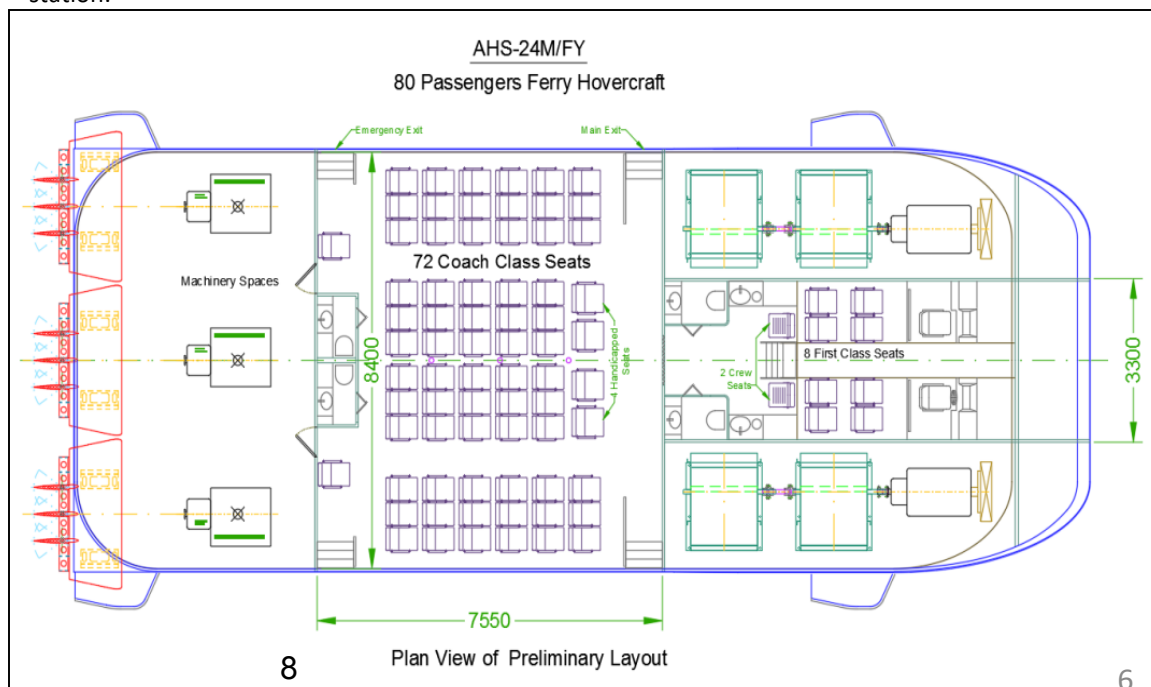 station.
AHS-24M/FY
80 Passengers Ferry Hovercraft
Emergency Exit
Main Exit
72 Coach Class Seats
Machinery Spaces
8400
4 Handicapped
Seats
8 First Class Seats
2 Crew
Seats
3300
7550
Plan View of Preliminary Layout
8
6